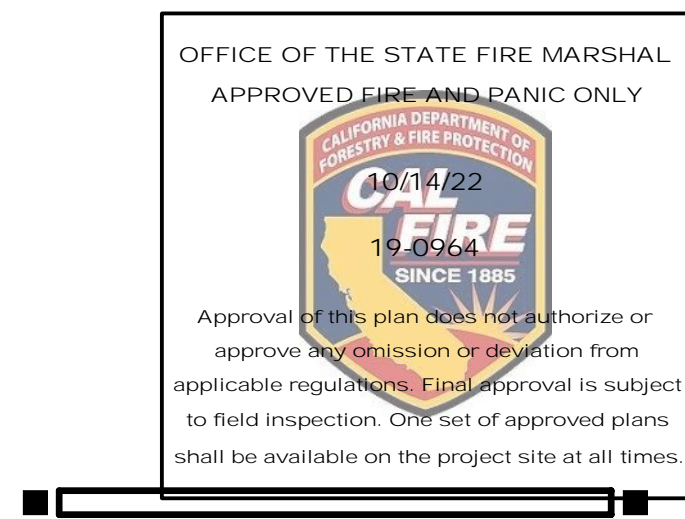 OFFICE OF THE STATE FIRE MARSHAL
APPROVED FIRE AND PANIC ONLY
CALIFORNIA DEPARTMENT OF
FORESTRY & FIRE PROTECTION
CAL
10/14/22
FIRE
19-0964
SINCE 1885
Approval of this plan does not authorize or
approve any omission or deviation from
applicable regulations. Final approval is subject
to field inspection. One set of approved plans
shall be available on the project site at all times.